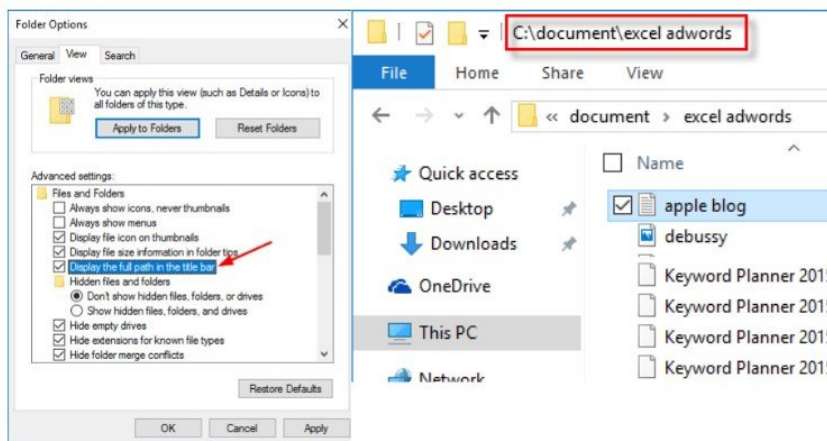 Folder Options
General View Search
Folder views
You can apply this view (such as Details or Icons) to
all folders of this type.
Apply to Folders Reset Folders
Advanced settings:
Files and Folders
Always show icons, never thumbnails
Always show menus
Display file icon on thumbnails
Display file size information in folder tips
Display the full path in the title bar
Hidden files and folders
Don't show hidden files, folders, or drives
Show hidden files, folders, and drives
Hide empty drives
Hide extensions for known file types
Hide folder merge conflicts
Restore Defaults
OK Cancel Apply
C:\document\excel adwords
File Home Share View
« document › excel adwords
Quick access
Desktop
Downloads
OneDrive
This PC
Network
Name
apple blog
debussy
Keyword Planner 201
Keyword Planner 201
Keyword Planner 201
Keyword Planner 201